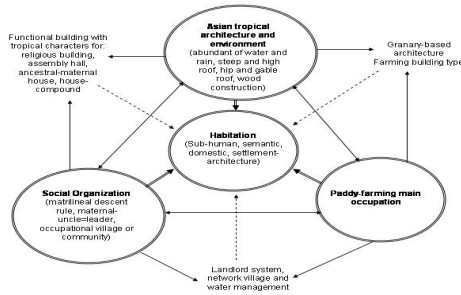 Asian tropical
architecture and
environment
(abundant of water and
rain, steep and high
roof, hip and gable
roof, wood
construction)
Functional building with
tropical characters for:
religious building,
assembly hall,
ancestral-maternal
house, house-
compound
Granary-based
architecture
Farming building type
Habitation
(Sub-human, semantic,
domestic, settlement-
architecture)
Social Organization
(matrilineal descent
rule, maternal-
uncle=leader,
occupational village or
community)
Paddy-farming main
occupation
Landlord system,
network village and
water management